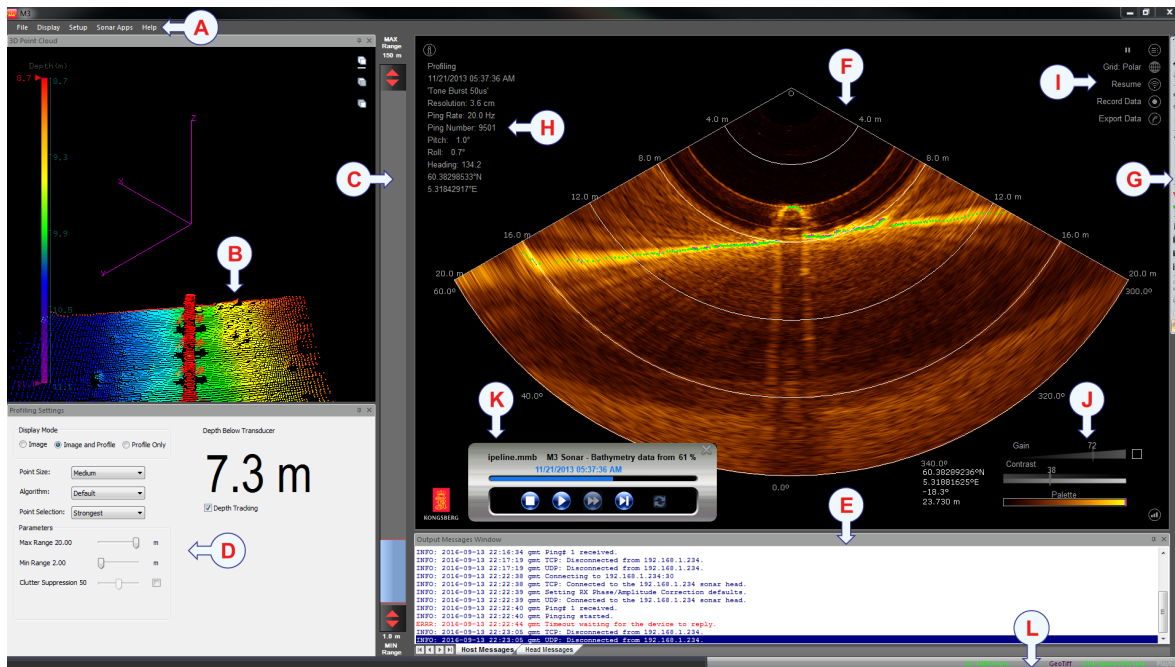 M3
File Display Setup Sonar Apps Help
A
3D Point Cloud
Depth(m)
8.7
8.7
9.3
9.9
10.5
Z
X
Y
B
MAX
Range
150 m
C
1.0 m
MIN
Range
Profiling
11/21/2013 05:37:36 AM
'Tone Burst 50us'
Resolution: 3.6 cm
Ping Rate: 20.0 Hz
Ping Number: 9501
Pitch: 1.0°
Roll: 0.7°
Heading: 134.2
60.38298533°N
5.31842917°E
H
F
Grid: Polar
Resume
Record Data
Export Data
I
G
4.0 m
4.0 m
8.0 m
8.0 m
12.0 m
12.0 m
16.0 m
16.0 m
20.0 m
20.0 m
60.0º
300.0º
40.0º
320.0º
340.0º
0.0º
60.38289236ºN
5.31881625ºE
-18.3º
23.730 m
J
Gain
72
Contrast
38
Palette
K
ipeline.mmb M3 Sonar - Bathymetry data from 61 %
11/21/2013 05:37:36 AM
KONGSBERG
E
Profiling Settings
Display Mode
Image Image and Profile Profile Only
Point Size: Medium
Algorithm: Default
Point Selection: Strongest
Parameters
Max Range 20.00 m
Min Range 2.00 m
Clutter Suppression 50
Depth Below Transducer
7.3 m
Depth Tracking
D
Output Messages Window
INFO: 2016-09-13 22:16:34 gmt Ping# 1 received.
INFO: 2016-09-13 22:17:19 gmt TCP: Disconnected from 192.168.1.234.
INFO: 2016-09-13 22:17:19 gmt UDP: Disconnected from 192.168.1.234.
INFO: 2016-09-13 22:22:38 gmt Connecting to 192.168.1.234:30
INFO: 2016-09-13 22:22:38 gmt TCP: Connected to the 192.168.1.234 sonar head.
INFO: 2016-09-13 22:22:39 gmt Setting RX Phase/Amplitude Correction defaults.
INFO: 2016-09-13 22:22:39 gmt UDP: Connected to the 192.168.1.234 sonar head.
INFO: 2016-09-13 22:22:40 gmt Ping# 1 received.
INFO: 2016-09-13 22:22:40 gmt Pinging started.
ERRR: 2016-09-13 22:22:44 gmt Timeout waiting for the device to reply.
INFO: 2016-09-13 22:23:05 gmt TCP: Disconnected from 192.168.1.234.
INFO: 2016-09-13 22:23:05 gmt UDP: Disconnected from 192.168.1.234.
Host Messages Head Messages
L
GeoTiff